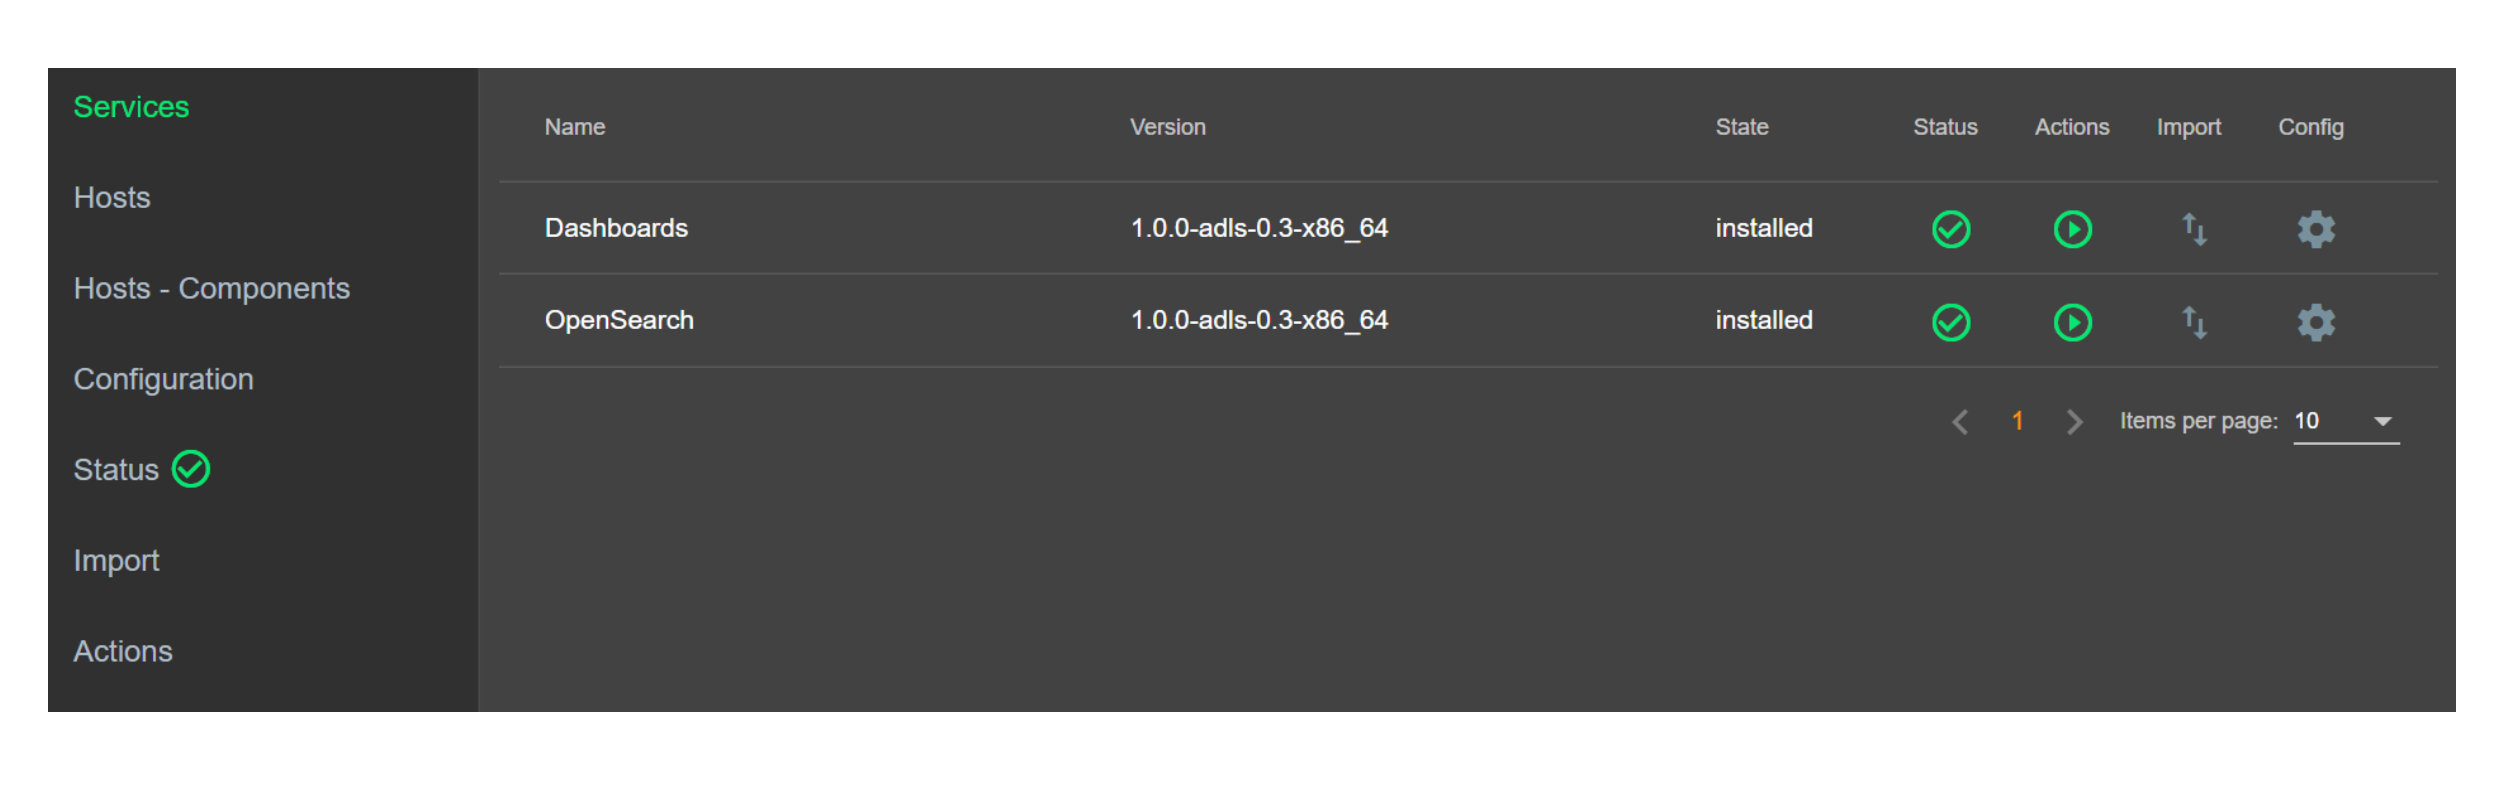 Services
Hosts
Hosts - Components
Configuration
Status
Import
Actions
Name Version State Status Actions Import Config
Dashboards 1.0.0-adls-0.3-x86_64 installed
OpenSearch 1.0.0-adls-0.3-x86_64 installed
1 Items per page: 10